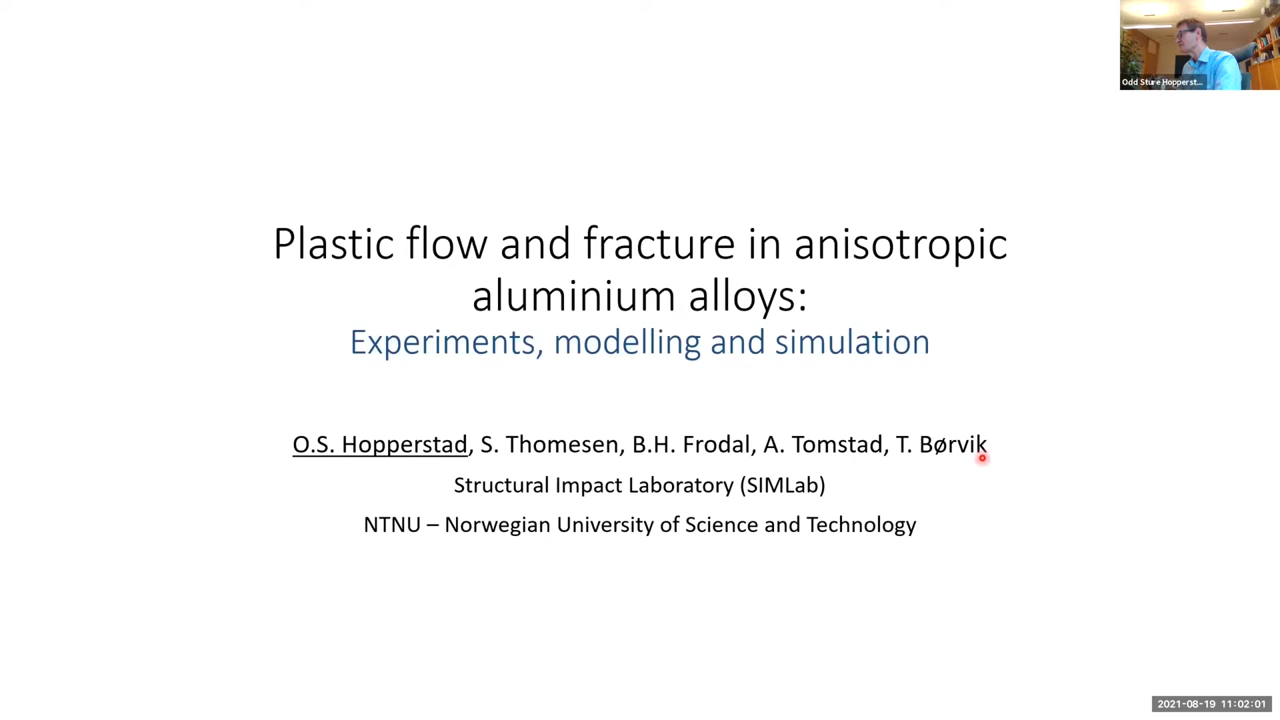 Odd Sture Hopperst...
Plastic flow and fracture in anisotropic
aluminium alloys:
Experiments, modelling and simulation
O.S. Hopperstad, S. Thomesen, B.H. Frodal, A. Tomstad, T. Børvik
Structural Impact Laboratory (SIMLab)
NTNU – Norwegian University of Science and Technology
2021-08-19 11:02:01